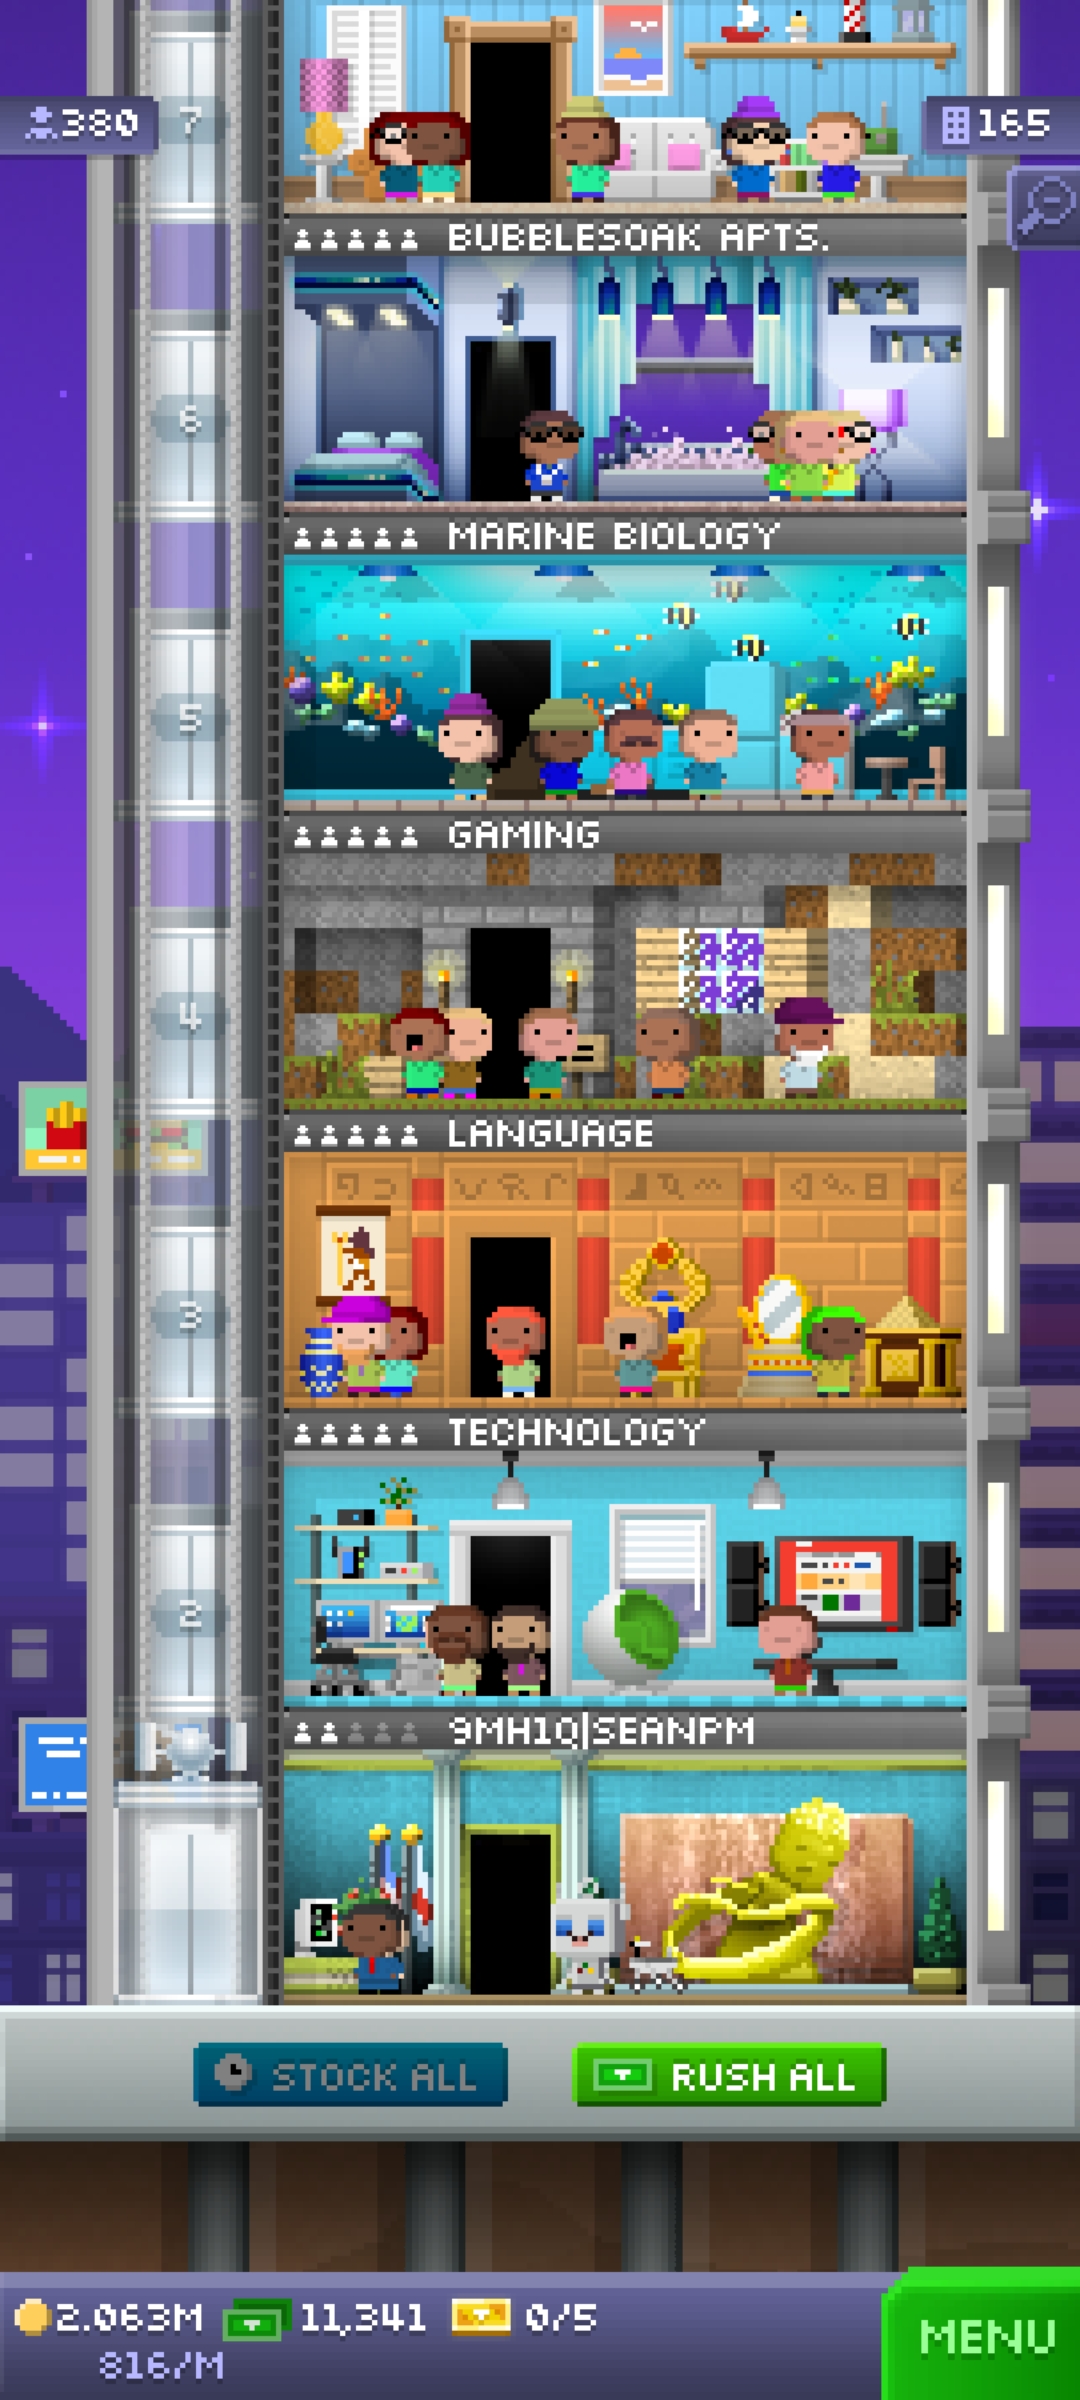 380
7
165
BUBBLESOAK APTS.
6
MARINE BIOLOGY
5
GAMING
4
LANGUAGE
3
TECHNOLOGY
2
9MH1Q|SEANPM
STOCK ALL
RUSH ALL
2.063M
11,341
0/5
816/M
MENU